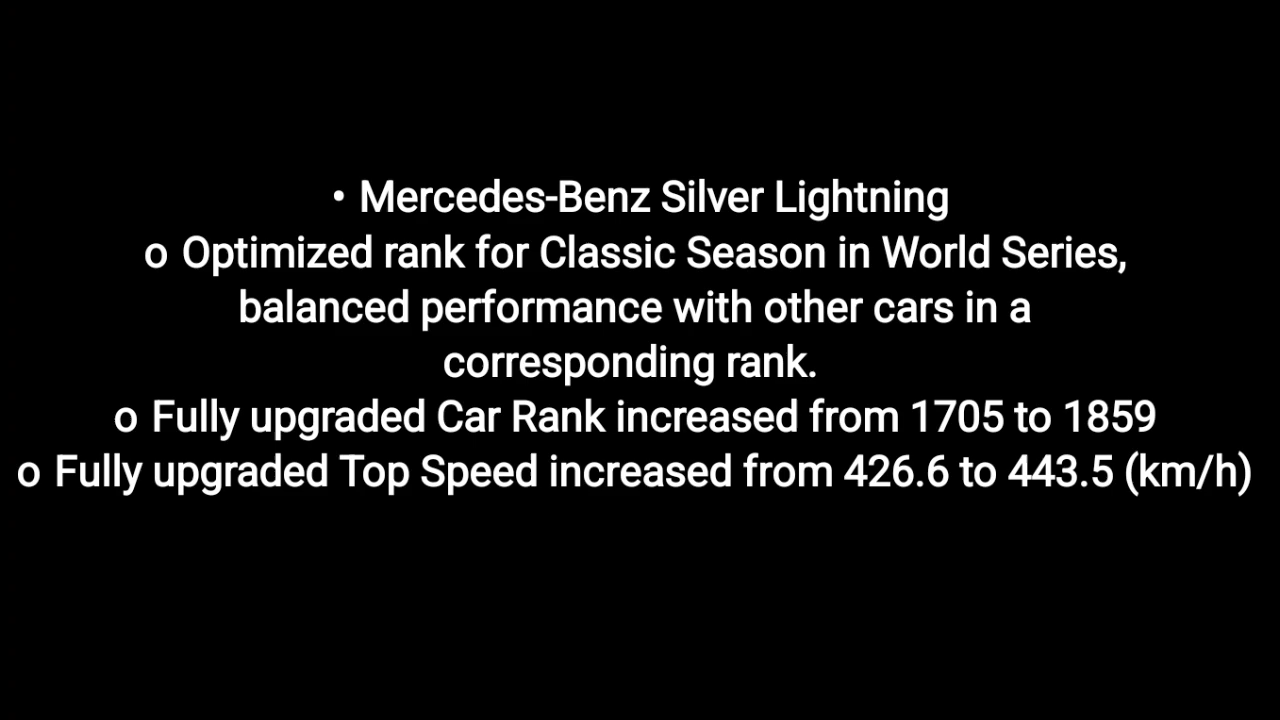 • Mercedes-Benz Silver Lightning
o Optimized rank for Classic Season in World Series,
balanced performance with other cars in a
corresponding rank.
o Fully upgraded Car Rank increased from 1705 to 1859
o Fully upgraded Top Speed increased from 426.6 to 443.5 (km/h)